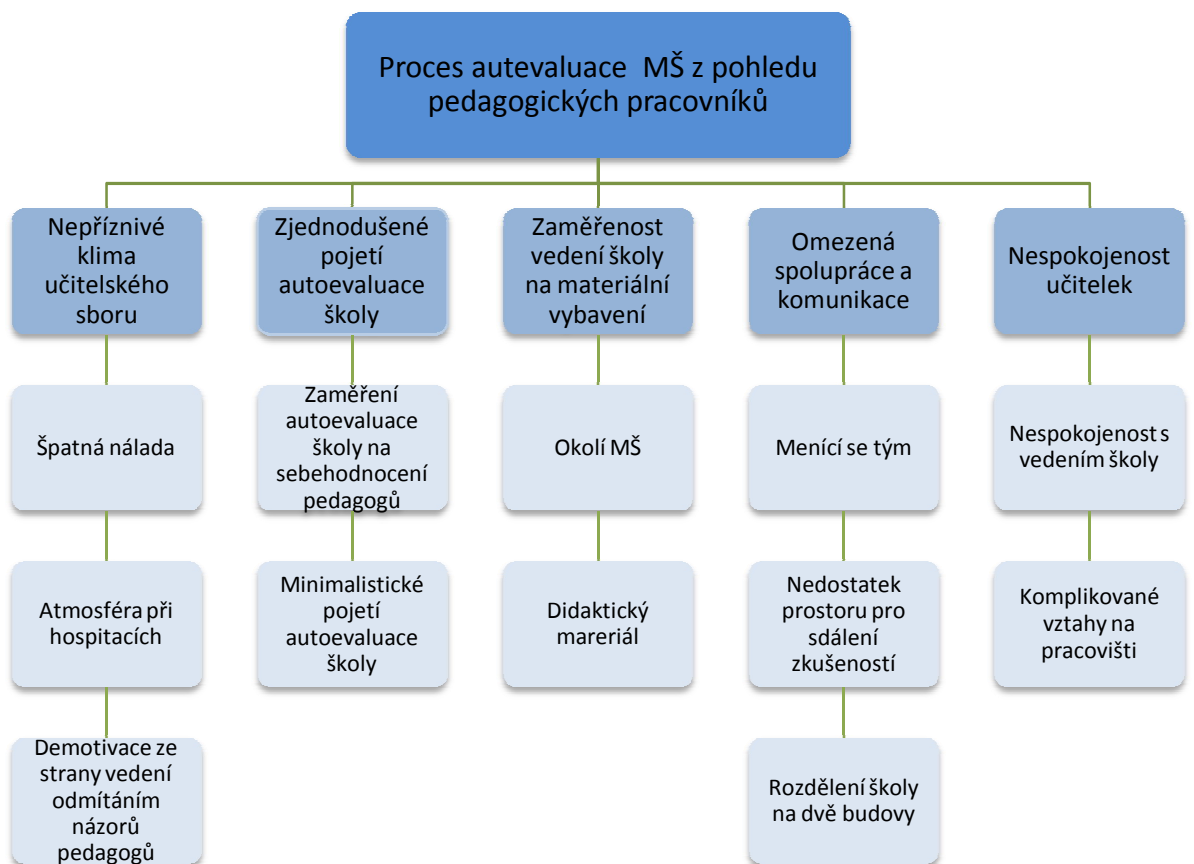 Proces autevaluace MŠ z pohledu
pedagogických pracovníků
Nepříznivé
klima
učitelského
sboru
Zjednodušené
pojetí
autoevaluace
školy
Zaměřenost
vedení školy
na materiální
vybavení
Omezená
spolupráce a
komunikace
Nespokojenost
učitelek
Špatná nálada
Zaměření
autoevaluace
školy na
sebehodnocení
pedagogů
Okolí MŠ
Menící se tým
Nespokojenost s
vedením školy
Atmosféra při
hospitacích
Minimalistické
pojetí
autoevaluace
školy
Didaktický
mareriál
Nedostatek
prostoru pro
sdálení
zkušeností
Komplikované
vztahy na
pracovišti
Demotivace ze
strany vedení
odmítáním
názorů
pedagogů
Rozdělení školy
na dvě budovy